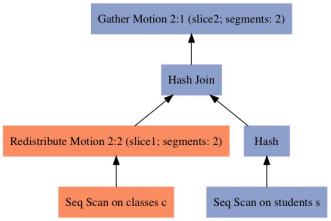 Gather Motion 2:1 (slice2; segments: 2)
Hash Join
Redistribute Motion 2:2 (slice1; segments: 2)
Hash
Seq Scan on classes c
Seq Scan on students s